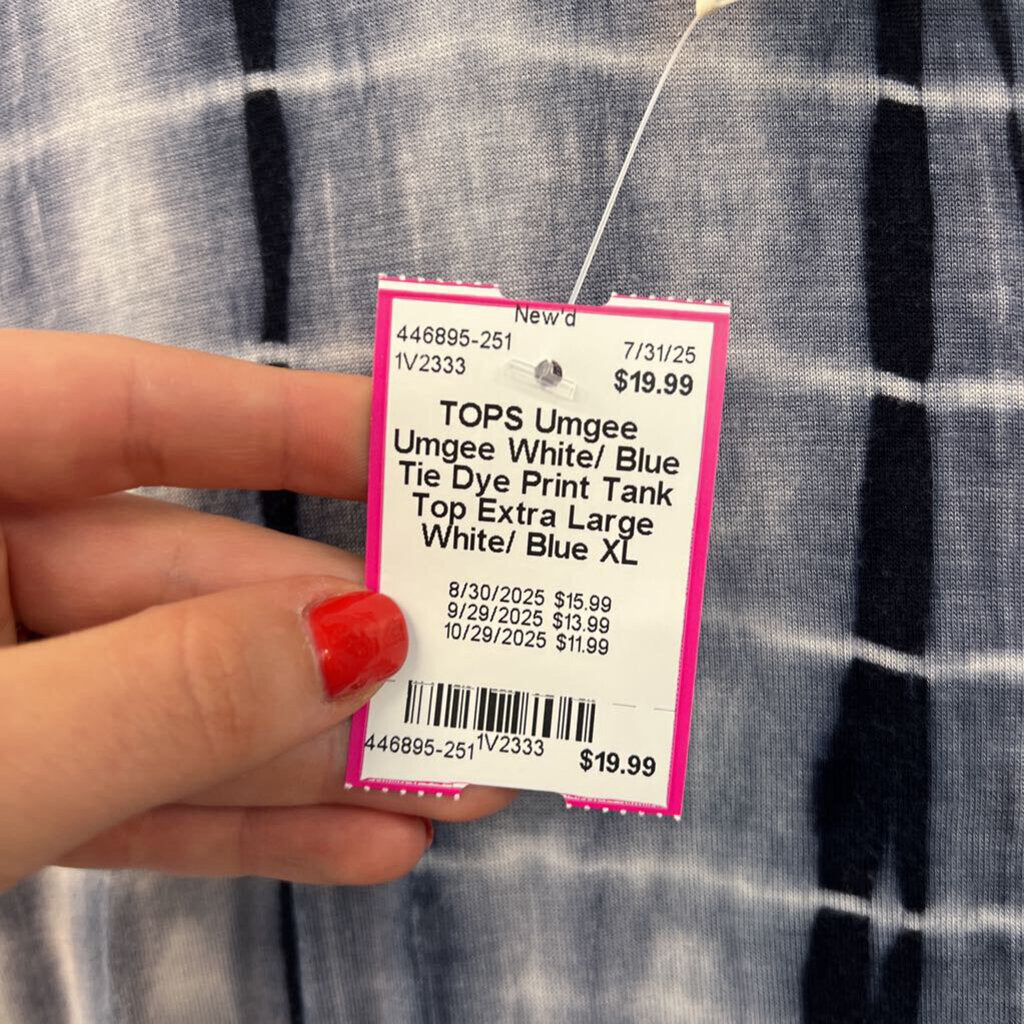 New'd
446895-251
7/31/25
1V2333
$19.99
TOPS Umgee
Umgee White/ Blue
Tie Dye Print Tank
Top Extra Large
White/ Blue XL
8/30/2025 $15.99
9/29/2025 $13.99
10/29/2025 $11.99
446895-251 1V2333
$19.99